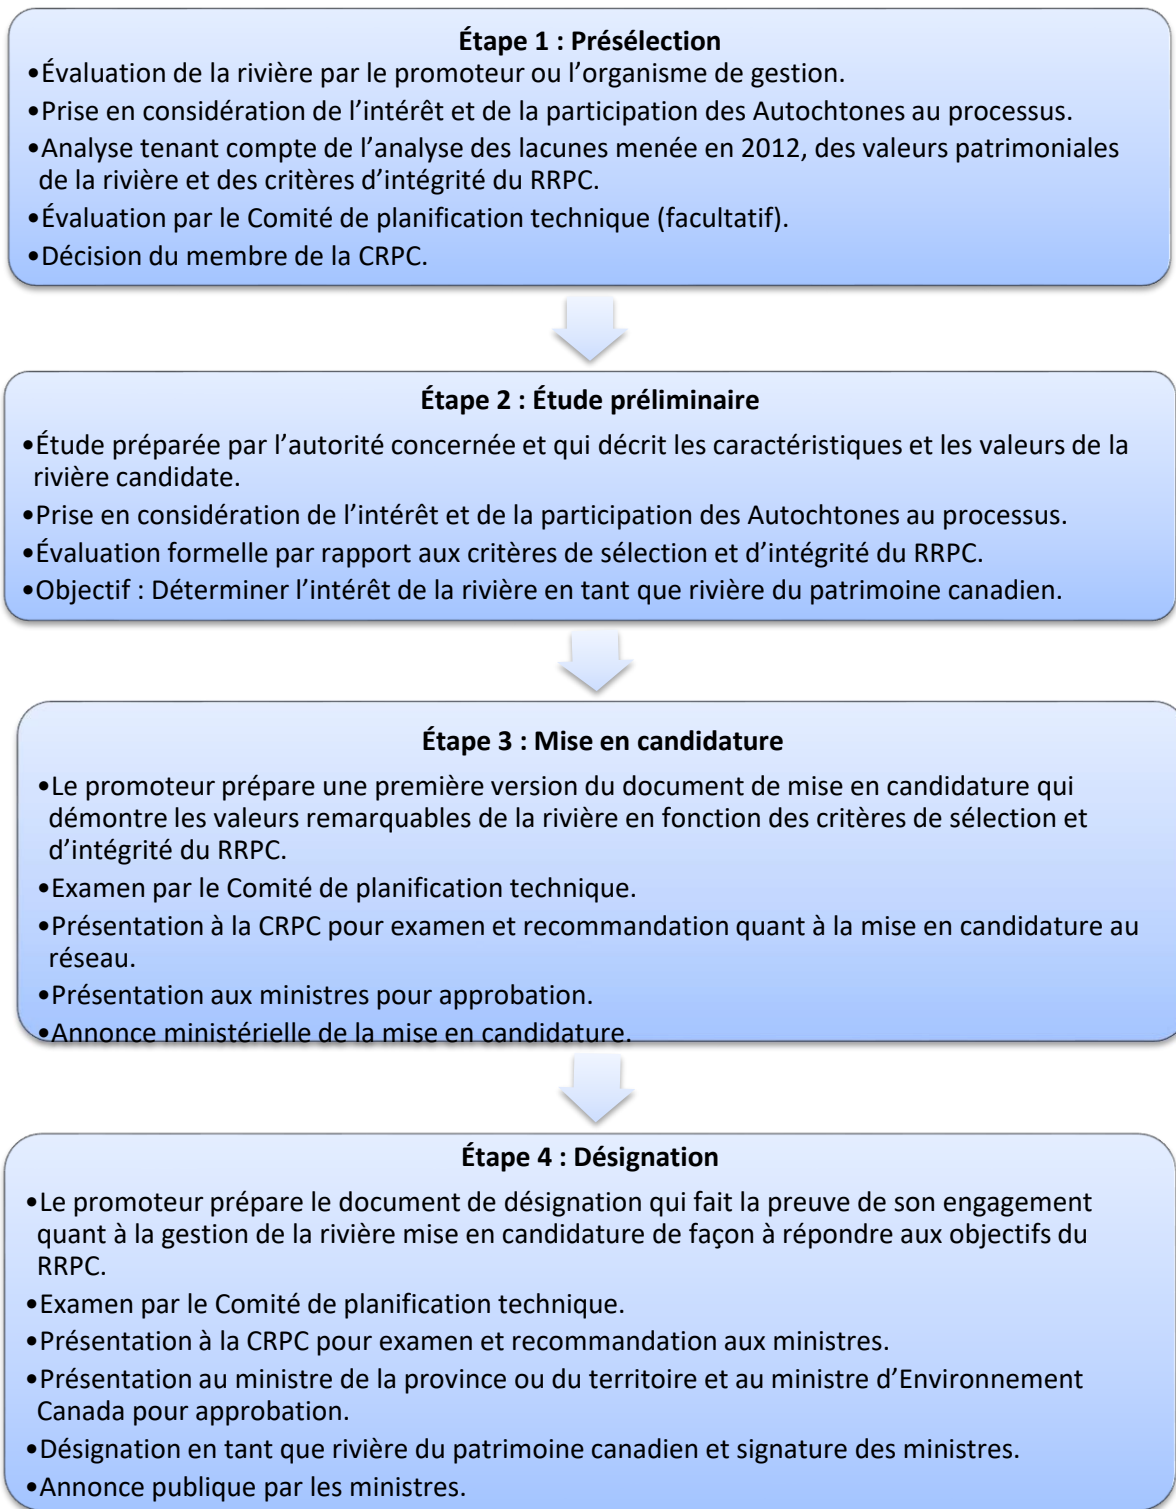 Étape 1 : Présélection
•Évaluation de la rivière par le promoteur ou l’organisme de gestion.
•Prise en considération de l’intérêt et de la participation des Autochtones au processus.
•Analyse tenant compte de l’analyse des lacunes menée en 2012, des valeurs patrimoniales
de la rivière et des critères d’intégrité du RRPC.
•Évaluation par le Comité de planification technique (facultatif).
•Décision du membre de la CRPC.
Étape 2 : Étude préliminaire
•Étude préparée par l’autorité concernée et qui décrit les caractéristiques et les valeurs de la
rivière candidate.
•Prise en considération de l’intérêt et de la participation des Autochtones au processus.
•Évaluation formelle par rapport aux critères de sélection et d’intégrité du RRPC.
•Objectif : Déterminer l’intérêt de la rivière en tant que rivière du patrimoine canadien.
Étape 3 : Mise en candidature
•Le promoteur prépare une première version du document de mise en candidature qui
démontre les valeurs remarquables de la rivière en fonction des critères de sélection et
d’intégrité du RRPC.
•Examen par le Comité de planification technique.
•Présentation à la CRPC pour examen et recommandation quant à la mise en candidature au
réseau.
•Présentation aux ministres pour approbation.
•Annonce ministérielle de la mise en candidature.
Étape 4 : Désignation
•Le promoteur prépare le document de désignation qui fait la preuve de son engagement
quant à la gestion de la rivière mise en candidature de façon à répondre aux objectifs du
RRPC.
•Examen par le Comité de planification technique.
•Présentation à la CRPC pour examen et recommandation aux ministres.
•Présentation au ministre de la province ou du territoire et au ministre d’Environnement
Canada pour approbation.
•Désignation en tant que rivière du patrimoine canadien et signature des ministres.
•Annonce publique par les ministres.